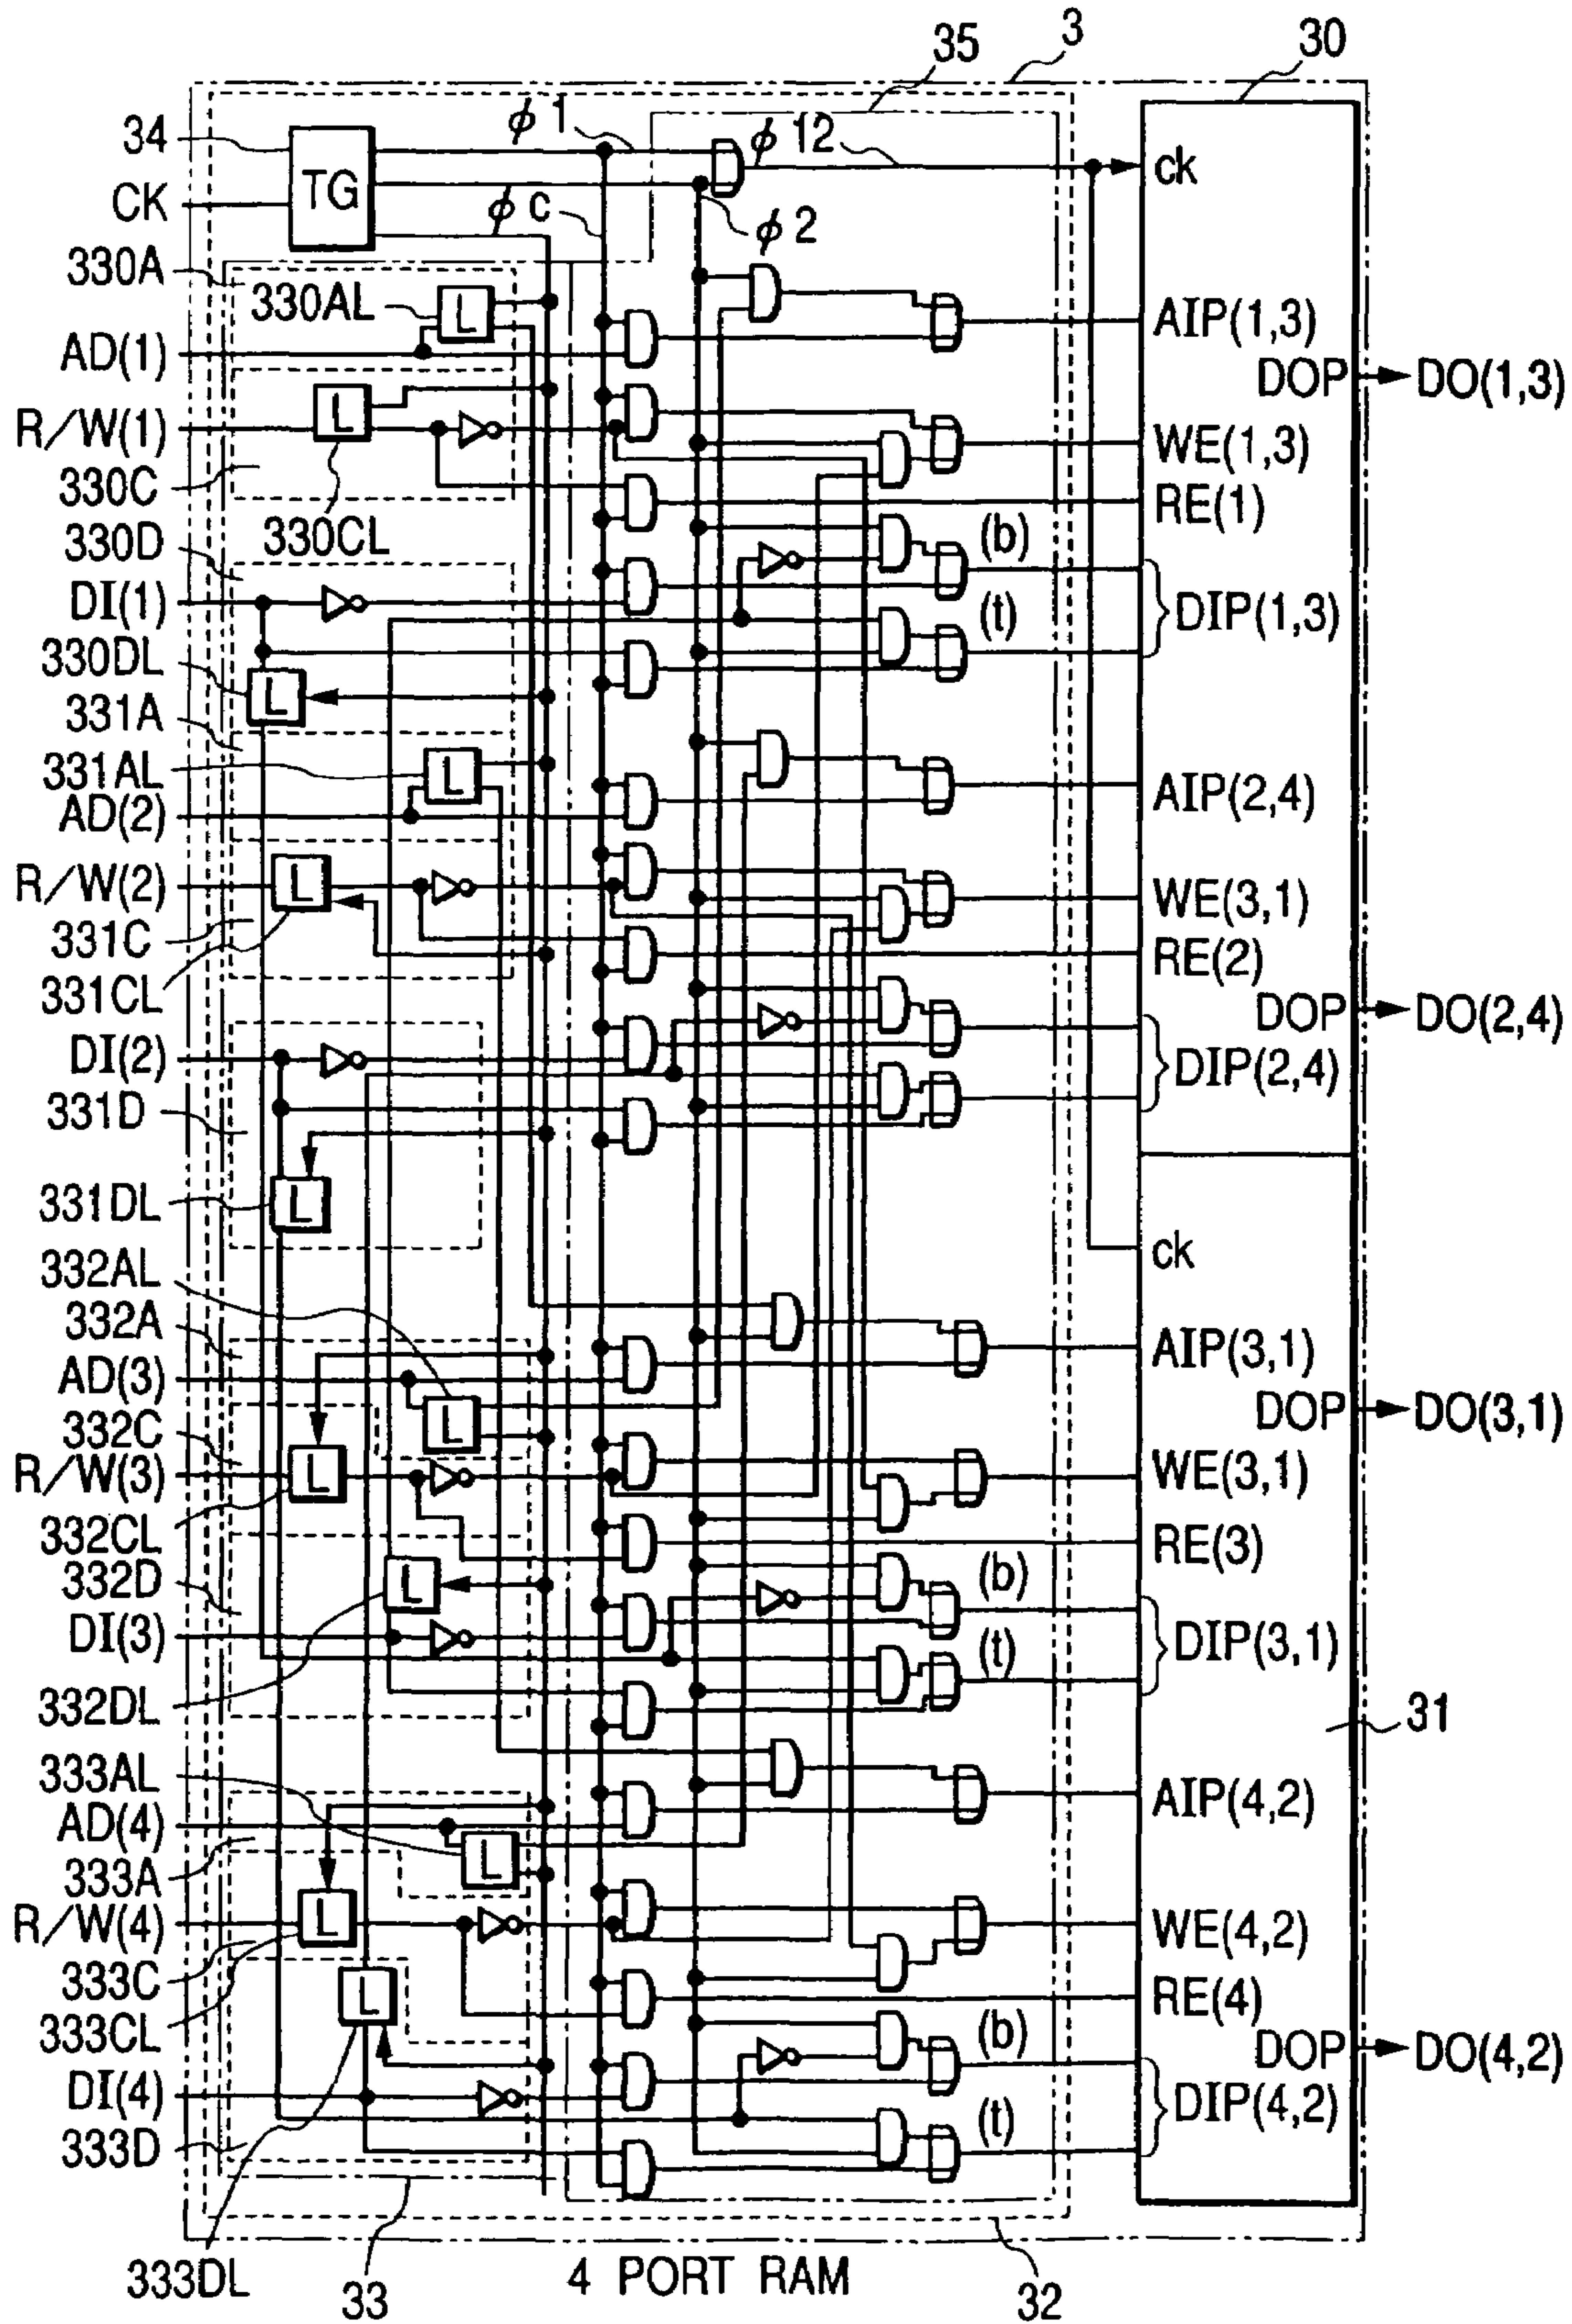 35
3
30
φ 1
φ 12
34
TG
ck
CK
φ c
φ 2
330A
330AL
L
AIP(1,3)
AD(1)
DOP
DO(1,3)
L
R/W(1)
WE(1,3)
330C
RE(1)
330CL
330D
(b)
DI(1)
DIP(1,3)
(t)
330DL
L
331A
331AL
L
AIP(2,4)
AD(2)
R/W(2)
L
WE(3,1)
331C
RE(2)
331CL
DOP
DO(2,4)
DI(2)
DIP(2,4)
331D
331DL
L
ck
332AL
332A
AIP(3,1)
AD(3)
DOP
DO(3,1)
332C
L
R/W(3)
L
WE(3,1)
332CL
RE(3)
332D
L
(b)
DI(3)
DIP(3,1)
(t)
332DL
31
333AL
AD(4)
AIP(4,2)
L
333A
R/W(4)
L
WE(4,2)
333C
L
RE(4)
333CL
(b)
DOP
DO(4,2)
DI(4)
DIP(4,2)
(t)
333D
333DL
33
4 PORT RAM
32